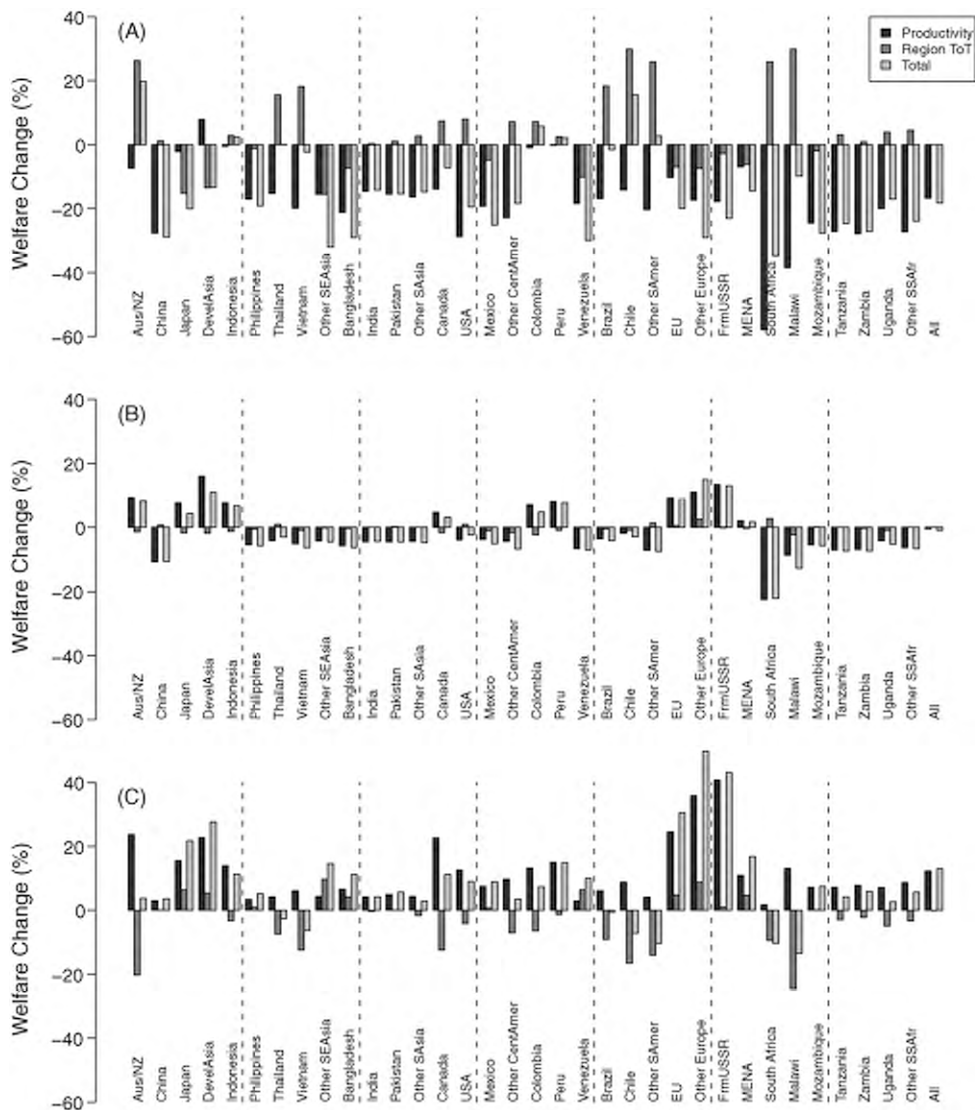 (A)
Productivity
Region ToT
Total
Welfare Change (%)
40
20
0
−20
−40
−60
Aus/NZ
China
Japan
DevelAsia
Indonesia
Philippines
Thailand
Vietnam
Other SEAsia
Bangladesh
India
Pakistan
Other SAsia
Canada
USA
Mexico
Other CentAmer
Colombia
Peru
Venezuela
Brazil
Chile
Other SAmer
EU
Other Europe
FrmUSSR
MENA
South Africa
Malawi
Mozambique
Tanzania
Zambia
Uganda
Other SSAfr
All
(B)
Welfare Change (%)
40
20
0
−20
−40
−60
Aus/NZ
China
Japan
DevelAsia
Indonesia
Philippines
Thailand
Vietnam
Other SEAsia
Bangladesh
India
Pakistan
Other SAsia
Canada
USA
Mexico
Other CentAmer
Colombia
Peru
Venezuela
Brazil
Chile
Other SAmer
EU
Other Europe
FrmUSSR
MENA
South Africa
Malawi
Mozambique
Tanzania
Zambia
Uganda
Other SSAfr
All
(C)
Welfare Change (%)
40
20
0
−20
−40
−60
Aus/NZ
China
Japan
DevelAsia
Indonesia
Philippines
Thailand
Vietnam
Other SEAsia
Bangladesh
India
Pakistan
Other SAsia
Canada
USA
Mexico
Other CentAmer
Colombia
Peru
Venezuela
Brazil
Chile
Other SAmer
EU
Other Europe
FrmUSSR
MENA
South Africa
Malawi
Mozambique
Tanzania
Zambia
Uganda
Other SSAfr
All